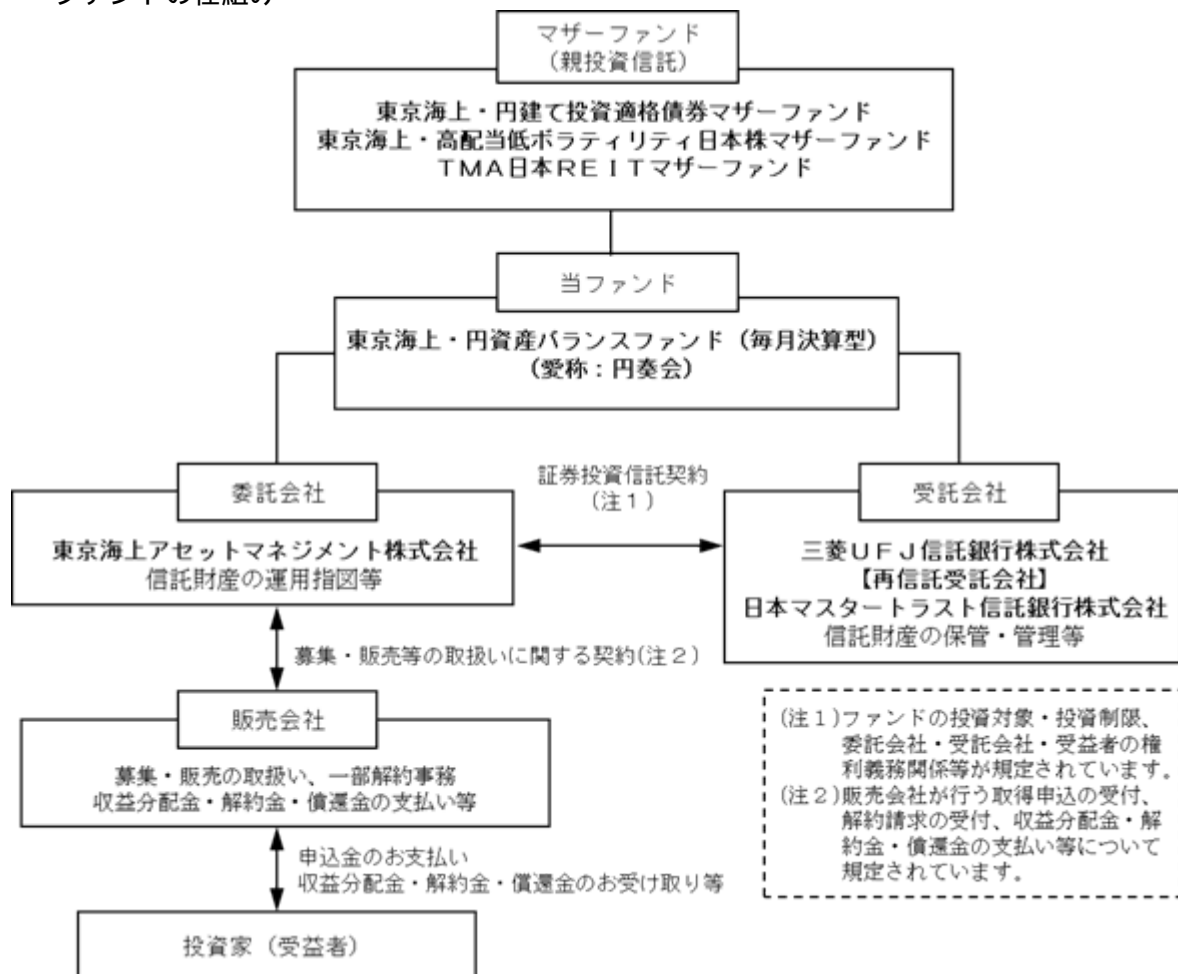 ファンドの仕組み
マザーファンド
(親投資信託)
東京海上・円建て投資適格債券マザーファンド
東京海上・高配当低ボラティリティ日本株マザーファンド
TMA日本REITマザーファンド
当ファンド
東京海上・円資産バランスファンド（毎月決算型）
(愛称：円奏会)
委託会社
東京海上アセットマネジメント株式会社
信託財産の運用指図等
証券投資信託契約
(注１)
受託会社
三菱UFJ信託銀行株式会社
【再信託受託会社】
日本マスタートラスト信託銀行株式会社
信託財産の保管・管理等
募集・販売等の取扱いに関する契約(注２)
販売会社
募集・販売の取扱い、一部解約事務
収益分配金・解約金・償還金の支払い等
(注１)ファンドの投資対象・投資制限、
委託会社・受託会社・受益者の権
利義務関係等が規定されています。
(注２)販売会社が行う取得申込の受付、
解約請求の受付、収益分配金・解
約金・償還金の支払い等について
規定されています。
申込金のお支払い
収益分配金・解約金・償還金のお受け取り等
投資家（受益者）